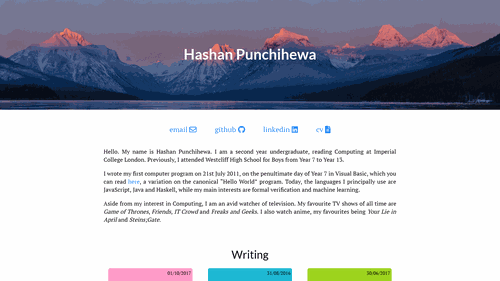 Hashan Punchihewa
email
github
linkedin
cv
Hello. My name is Hashan Punchihewa. I am a second year undergraduate, reading Computing at Imperial
College London. Previously, I attended Westcliff High School for Boys from Year 7 to Year 13.
I wrote my first computer program on 21st July 2011, on the penultimate day of Year 7 in Visual Basic, which you
can read here, a variation on the canonical "Hello World" program. Today, the languages I principally use are
JavaScript, Java and Haskell, while my main interests are formal verification and machine learning.
Aside from my interest in Computing, I am an avid watcher of television. My favourite TV shows of all time are
Game of Thrones, Friends, IT Crowd and Freaks and Geeks. I also watch anime, my favourites being Your Lie in
April and Steins;Gate.
Writing
01/10/2017
31/08/2016
30/06/2017